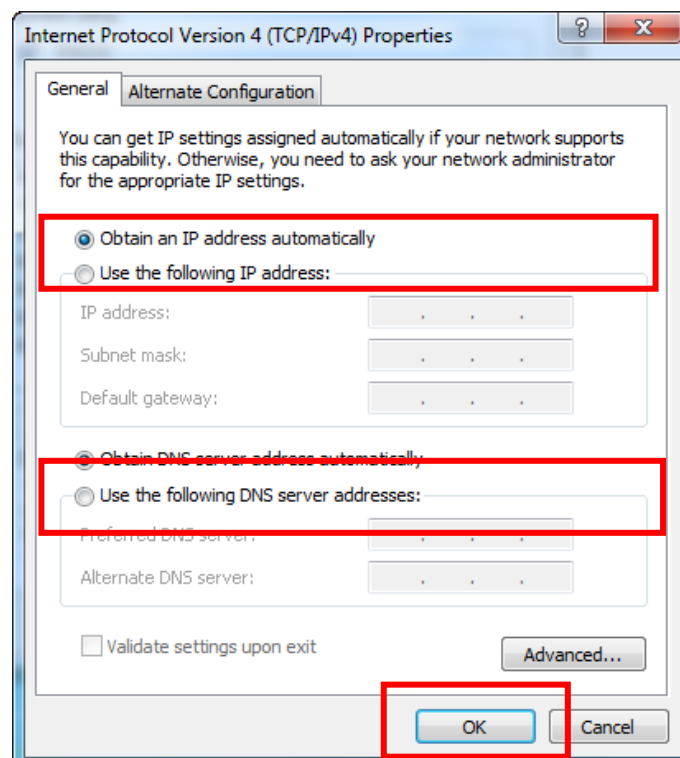 Internet Protocol Version 4 (TCP/IPv4) Properties
General
Alternate Configuration
You can get IP settings assigned automatically if your network supports
this capability. Otherwise, you need to ask your network administrator
for the appropriate IP settings.
Obtain an IP address automatically
Use the following IP address:
IP address:
Subnet mask:
Default gateway:
Obtain DNS server address automatically
Use the following DNS server addresses:
Preferred DNS server:
Alternate DNS server:
Validate settings upon exit
Advanced...
OK
Cancel